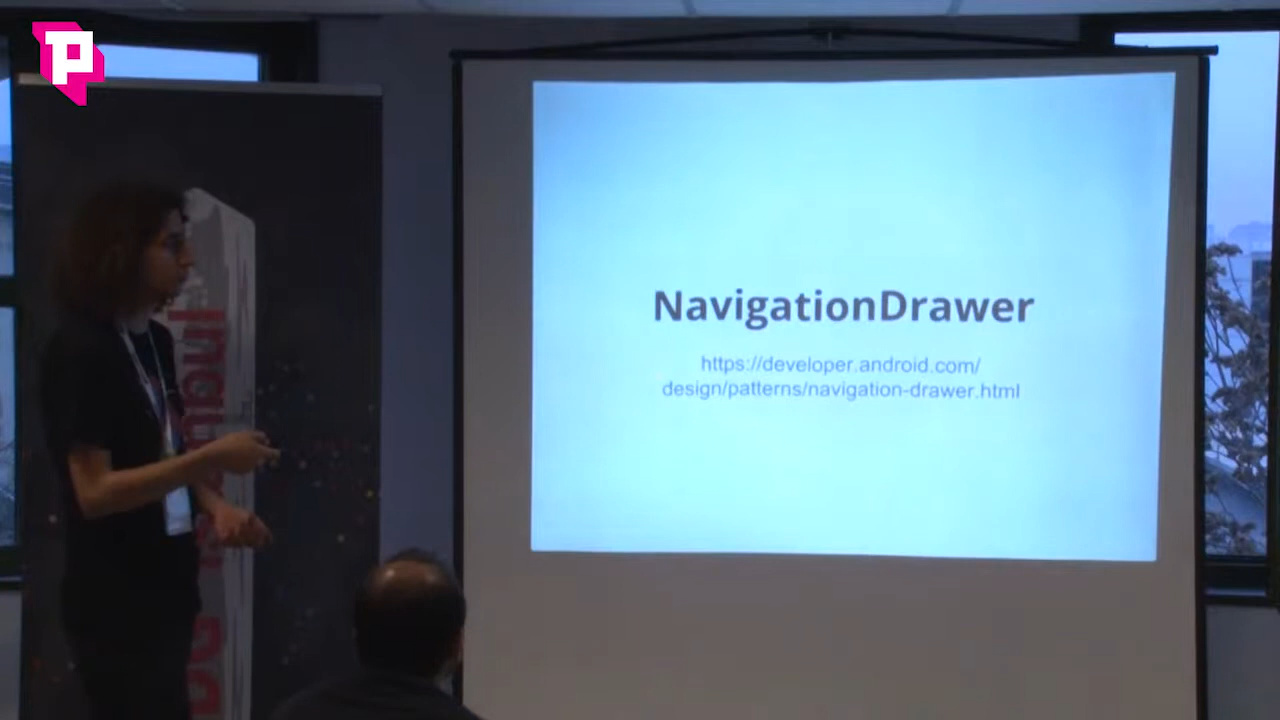 P
NavigationDrawer
https://developer.android.com/
design/patterns/navigation-drawer.html